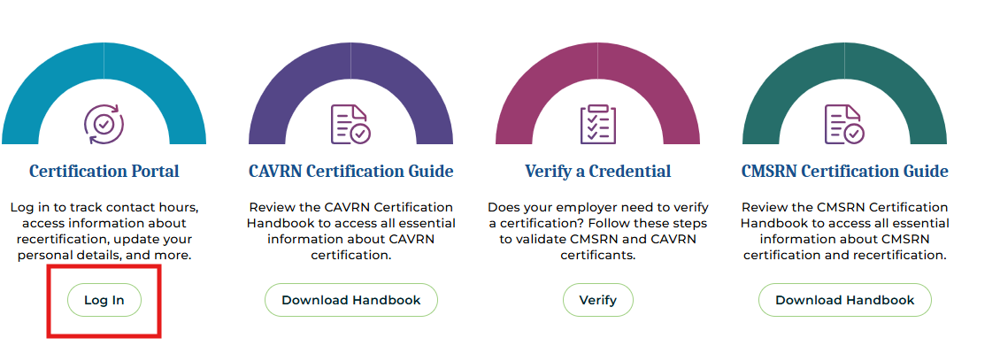 Certification Portal
Log in to track contact hours,
access information about
recertification, update your
personal details, and more.
Log In
CAVRN Certification Guide
Review the CAVRN Certification
Handbook to access all essential
information about CAVRN
certification.
Download Handbook
Verify a Credential
Does your employer need to verify
a certification? Follow these steps
to validate CMSRN and CAVRN
certificants.
Verify
CMSRN Certification Guide
Review the CMSRN Certification
Handbook to access all essential
information about CMSRN
certification and recertification.
Download Handbook